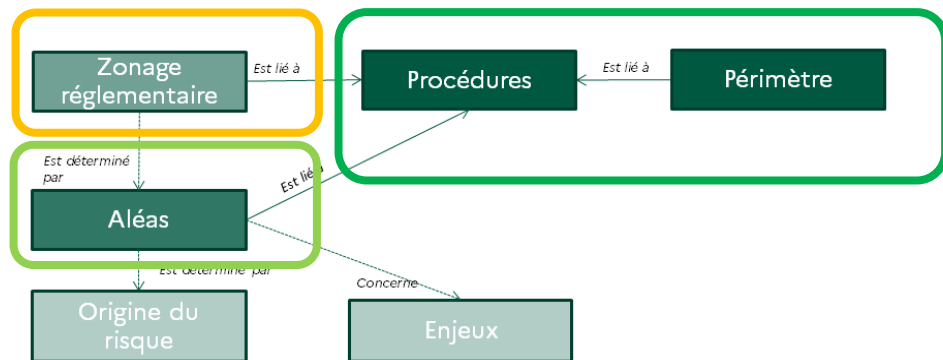 Zonage
réglementaire
Est lié à
Procédures
Est lié à
Périmètre
Est déterminé
par
Est lié à
Aléas
Est déterminé par
Concerne
Origine du
risque
Enjeux